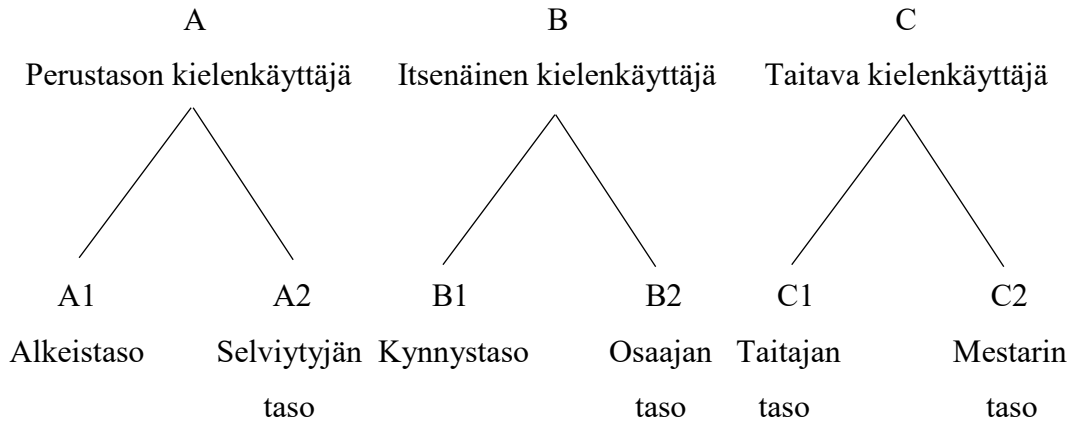 A B C
Perustason kielenkäyttäjä Itsenäinen kielenkäyttäjä Taitava kielenkäyttäjä
A1 A2 B1 B2 C1 C2
Alkeistaso Selviytyjän Kynnystaso Osaajan Taitajan Mestarin
taso taso taso taso